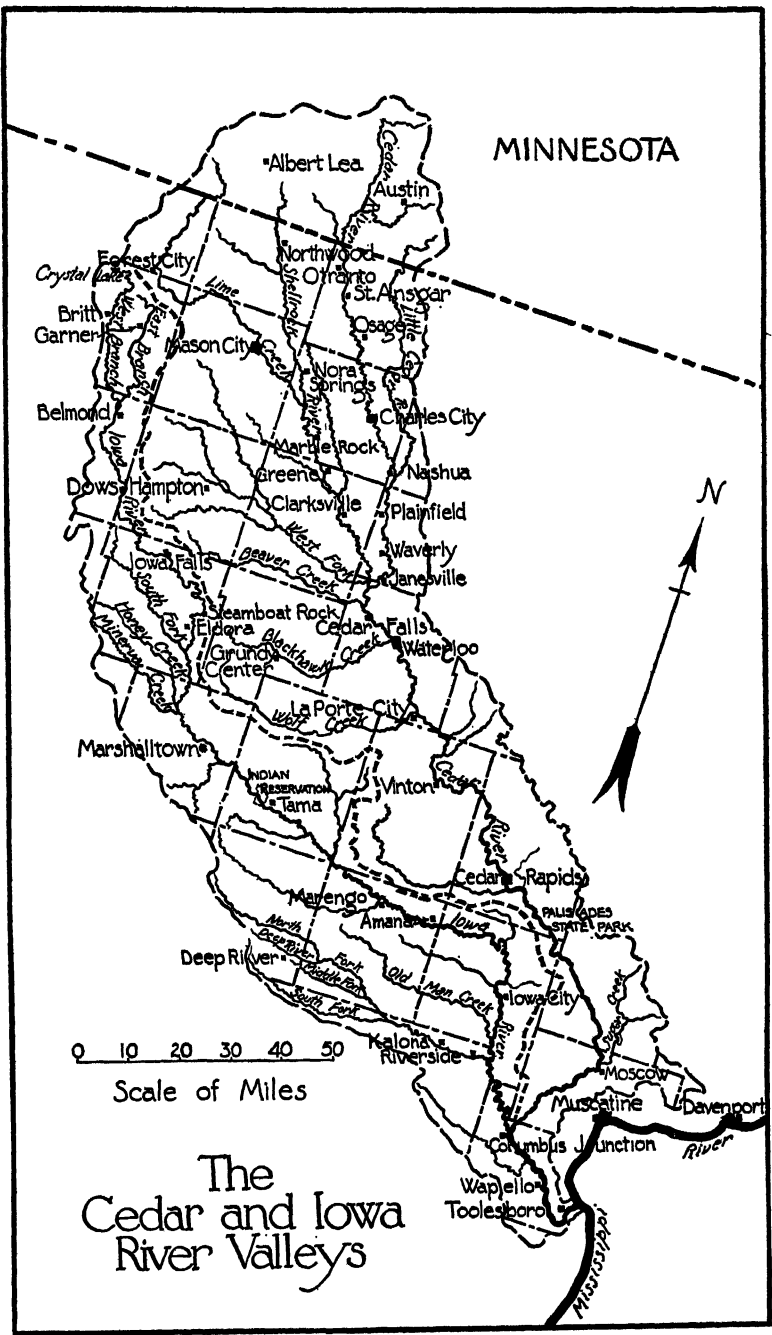 MINNESOTA
Albert Lea
Cedar River
Austin
Northwood
Otranto
Forest City
Crystal Lake
Lime Creek
Shellrock River
St. Ansgar
Little Cedar R.
Osage
Britt
Garner
West Branch
East Branch
Mason City
Nora
Springs
Belmond
Charles City
Iowa River
Marble Rock
Greene
Nashua
Dows
Hampton
Clarksville
Plainfield
West Fork
Waverly
Beaver Creek
Janesville
Iowa Falls
South Fork
Honey Creek
Minerva Creek
Steamboat Rock
Eldora
Cedar Falls
Blackhawk Creek
Waterloo
Grundy
Center
La Porte City
Wolf Creek
Marshalltown
INDIAN
RESERVATION
Tama
Vinton
Cedar River
Cedar Rapids
Marengo
Amanas
Iowa River
PALISADES
STATE PARK
North Fork
Deep River
Deep River
Middle Fork
Old Man Creek
South Fork
Iowa City
Sugar Creek
Kalona
Riverside
Moscow
Muscatine
Davenport
Columbus Junction
River
Wapello
Toolesboro
Mississippi
N
0 10 20 30 40 50
Scale of Miles
The
Cedar and Iowa
River Valleys